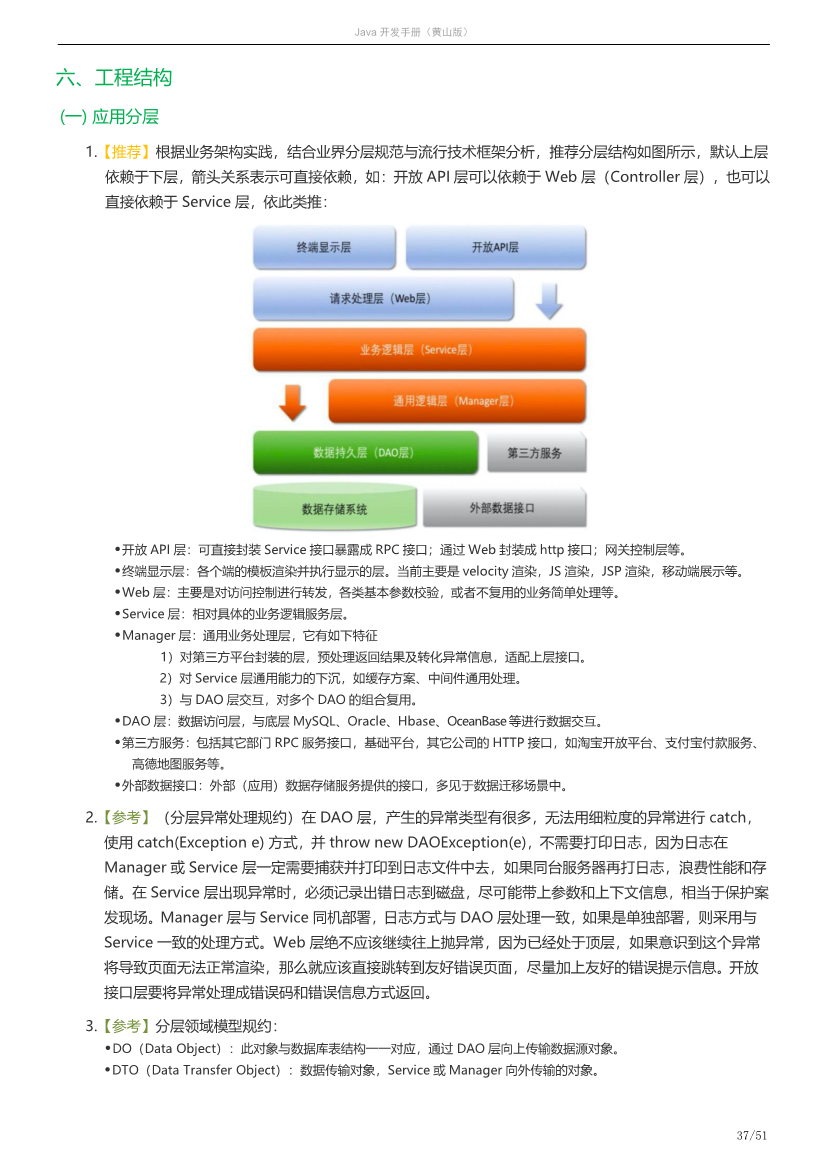 Java 开发手册（黄山版）
六、工程结构
(一) 应用分层
1.【推荐】根据业务架构实践，结合业界分层规范与流行技术框架分析，推荐分层结构如图所示，默认上层
依赖于下层，箭头关系表示可直接依赖，如：开放 API 层可以依赖于 Web 层（Controller 层），也可以
直接依赖于 Service 层，依此类推：
终端显示层
开放API层
请求处理层（Web层）
业务逻辑层（Service层）
通用逻辑层（Manager层）
数据持久层（DAO层）
第三方服务
数据存储系统
外部数据接口
•开放 API 层：可直接封装 Service 接口暴露成 RPC 接口；通过 Web 封装成 http 接口；网关控制层等。
•终端显示层：各个端的模板渲染并执行显示的层。当前主要是 velocity 渲染，JS 渲染，JSP 渲染，移动端展示等。
•Web 层：主要是对访问控制进行转发，各类基本参数校验，或者不复用的业务简单处理等。
•Service 层：相对具体的业务逻辑服务层。
•Manager 层：通用业务处理层，它有如下特征
1）对第三方平台封装的层，预处理返回结果及转化异常信息，适配上层接口。
2）对 Service 层通用能力的下沉，如缓存方案、中间件通用处理。
3）与 DAO 层交互，对多个 DAO 的组合复用。
•DAO 层：数据访问层，与底层 MySQL、Oracle、Hbase、OceanBase 等进行数据交互。
•第三方服务：包括其它部门 RPC 服务接口，基础平台，其它公司的 HTTP 接口，如淘宝开放平台、支付宝付款服务、
高德地图服务等。
•外部数据接口：外部（应用）数据存储服务提供的接口，多见于数据迁移场景中。
2.【参考】（分层异常处理规约）在 DAO 层，产生的异常类型有很多，无法用细粒度的异常进行 catch，
使用 catch(Exception e) 方式，并 throw new DAOException(e)，不需要打印日志，因为日志在
Manager 或 Service 层一定需要捕获并打印到日志文件中去，如果同台服务器再打日志，浪费性能和存
储。在 Service 层出现异常时，必须记录出错日志到磁盘，尽可能带上参数和上下文信息，相当于保护案
发现场。Manager 层与 Service 同机部署，日志方式与 DAO 层处理一致，如果是单独部署，则采用与
Service 一致的处理方式。Web 层绝不应该继续往上抛异常，因为已经处于顶层，如果意识到这个异常
将导致页面无法正常渲染，那么就应该直接跳转到友好错误页面，尽量加上友好的错误提示信息。开放
接口层要将异常处理成错误码和错误信息方式返回。
3.【参考】分层领域模型规约：
•DO（Data Object）：此对象与数据库表结构一一对应，通过 DAO 层向上传输数据源对象。
•DTO（Data Transfer Object）：数据传输对象，Service 或 Manager 向外传输的对象。
37/51